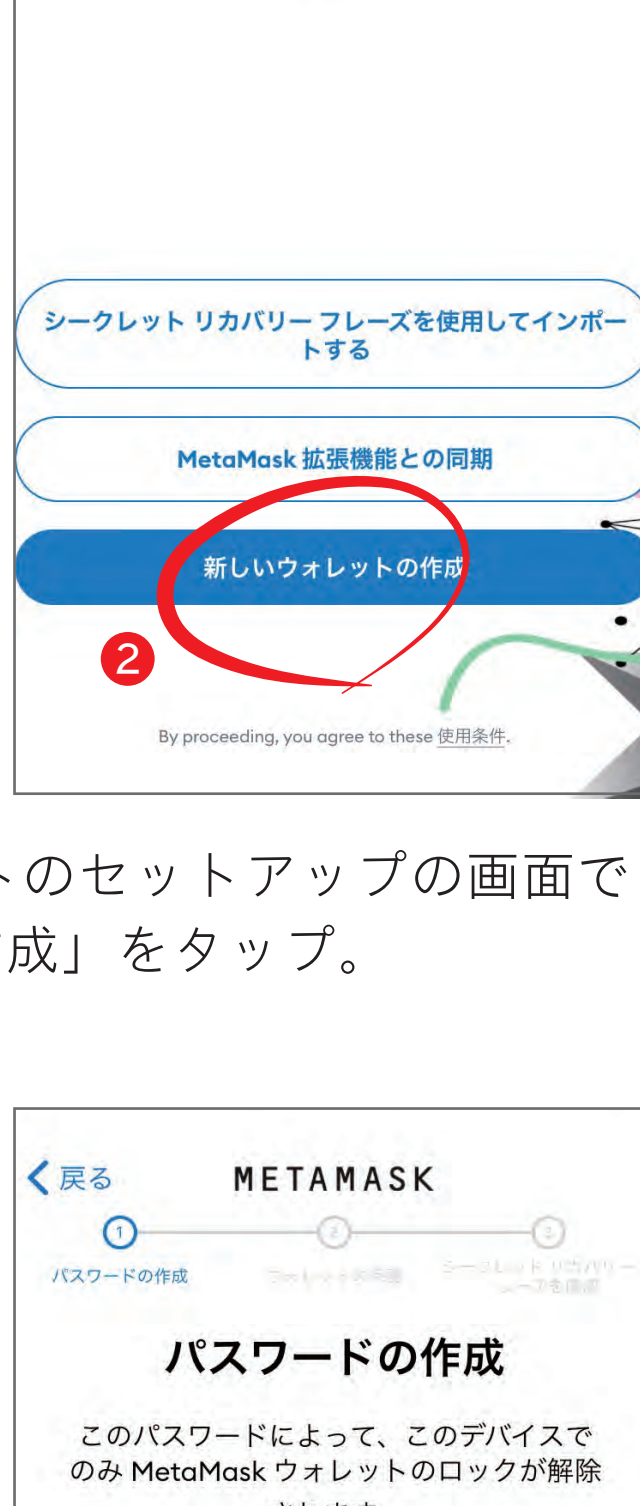 シークレット リカバリー フレーズを使用してインポー
トする
MetaMask 拡張機能との同期
新しいウォレットの作成
2
By proceeding, you agree to these 使用条件.
トのセットアップの画面で
成」をタップ。
戻る
METAMASK
1 2 3
パスワードの作成
パスワードの作成
このパスワードによって、このデバイスで
のみ MetaMask ウォレットのロックが解除